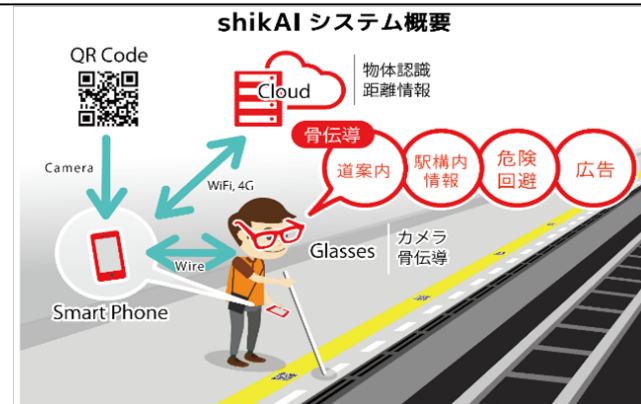 shikAI システム概要
QR Code
Cloud
物体認識
距離情報
骨伝導
Camera
WiFi, 4G
道案内
駅構内
情報
危険
回避
広告
Wire
Glasses
カメラ
骨伝導
Smart Phone